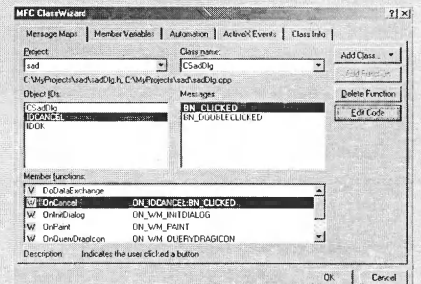 MFC ClassWizard
Message Maps
Member Variables
Automation
ActiveX Events
Class Info
Project:
Class name:
Add Class...
sad
CSadDlg
Add Function
C:\MyProjects\sad\sadDlg.h, C:\MyProjects\sad\sadDlg.cpp
Object IDs:
Messages:
Delete Function
CSadDlg
BN_CLICKED
Edit Code
IDCANCEL
BN_DOUBLECLICKED
IDOK
Member functions:
V DoDataExchange
W OnCancel ON_IDCANCEL:BN_CLICKED
W OnInitDialog ON_WM_INITDIALOG
W OnPaint ON_WM_PAINT
W OnQueryDragIcon ON_WM_QUERYDRAGICON
Description: Indicates the user clicked a button
OK
Cancel